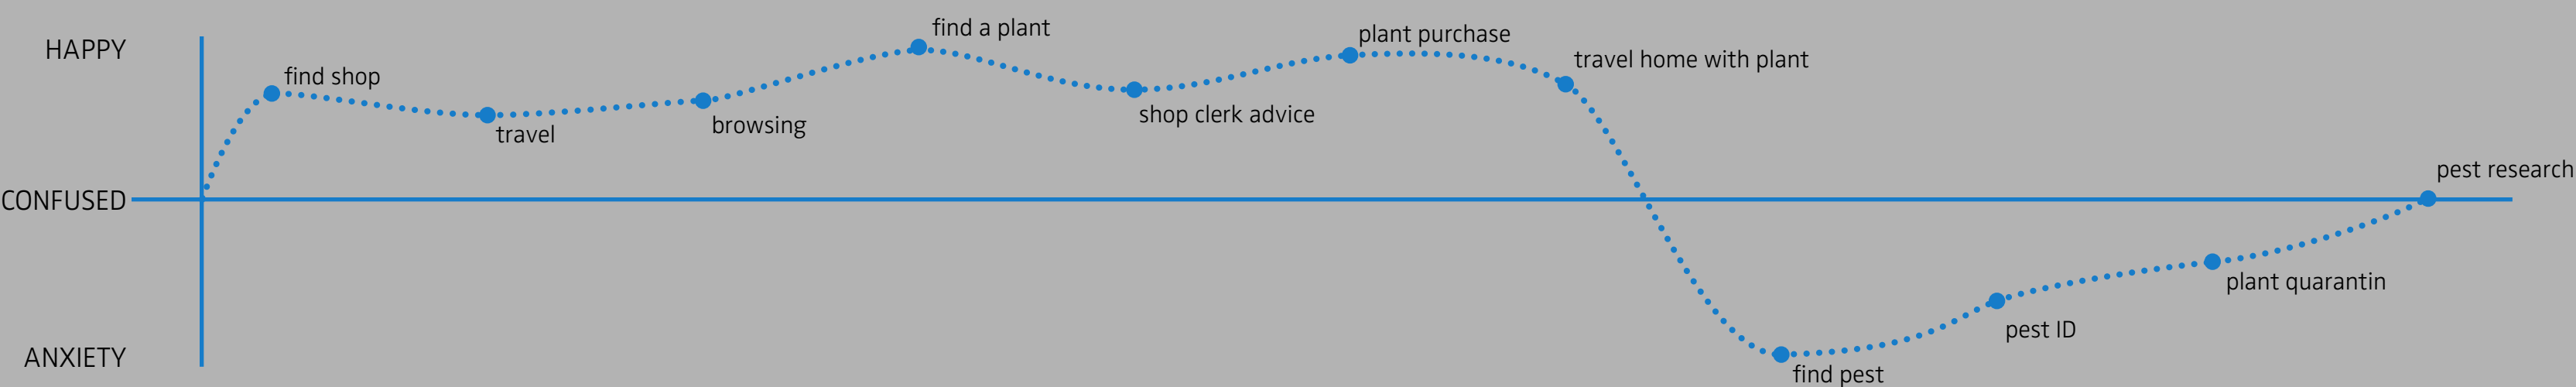 HAPPY
CONFUSED
ANXIETY
find shop
travel
browsing
find a plant
shop clerk advice
plant purchase
travel home with plant
find pest
pest ID
plant quarantin
pest research